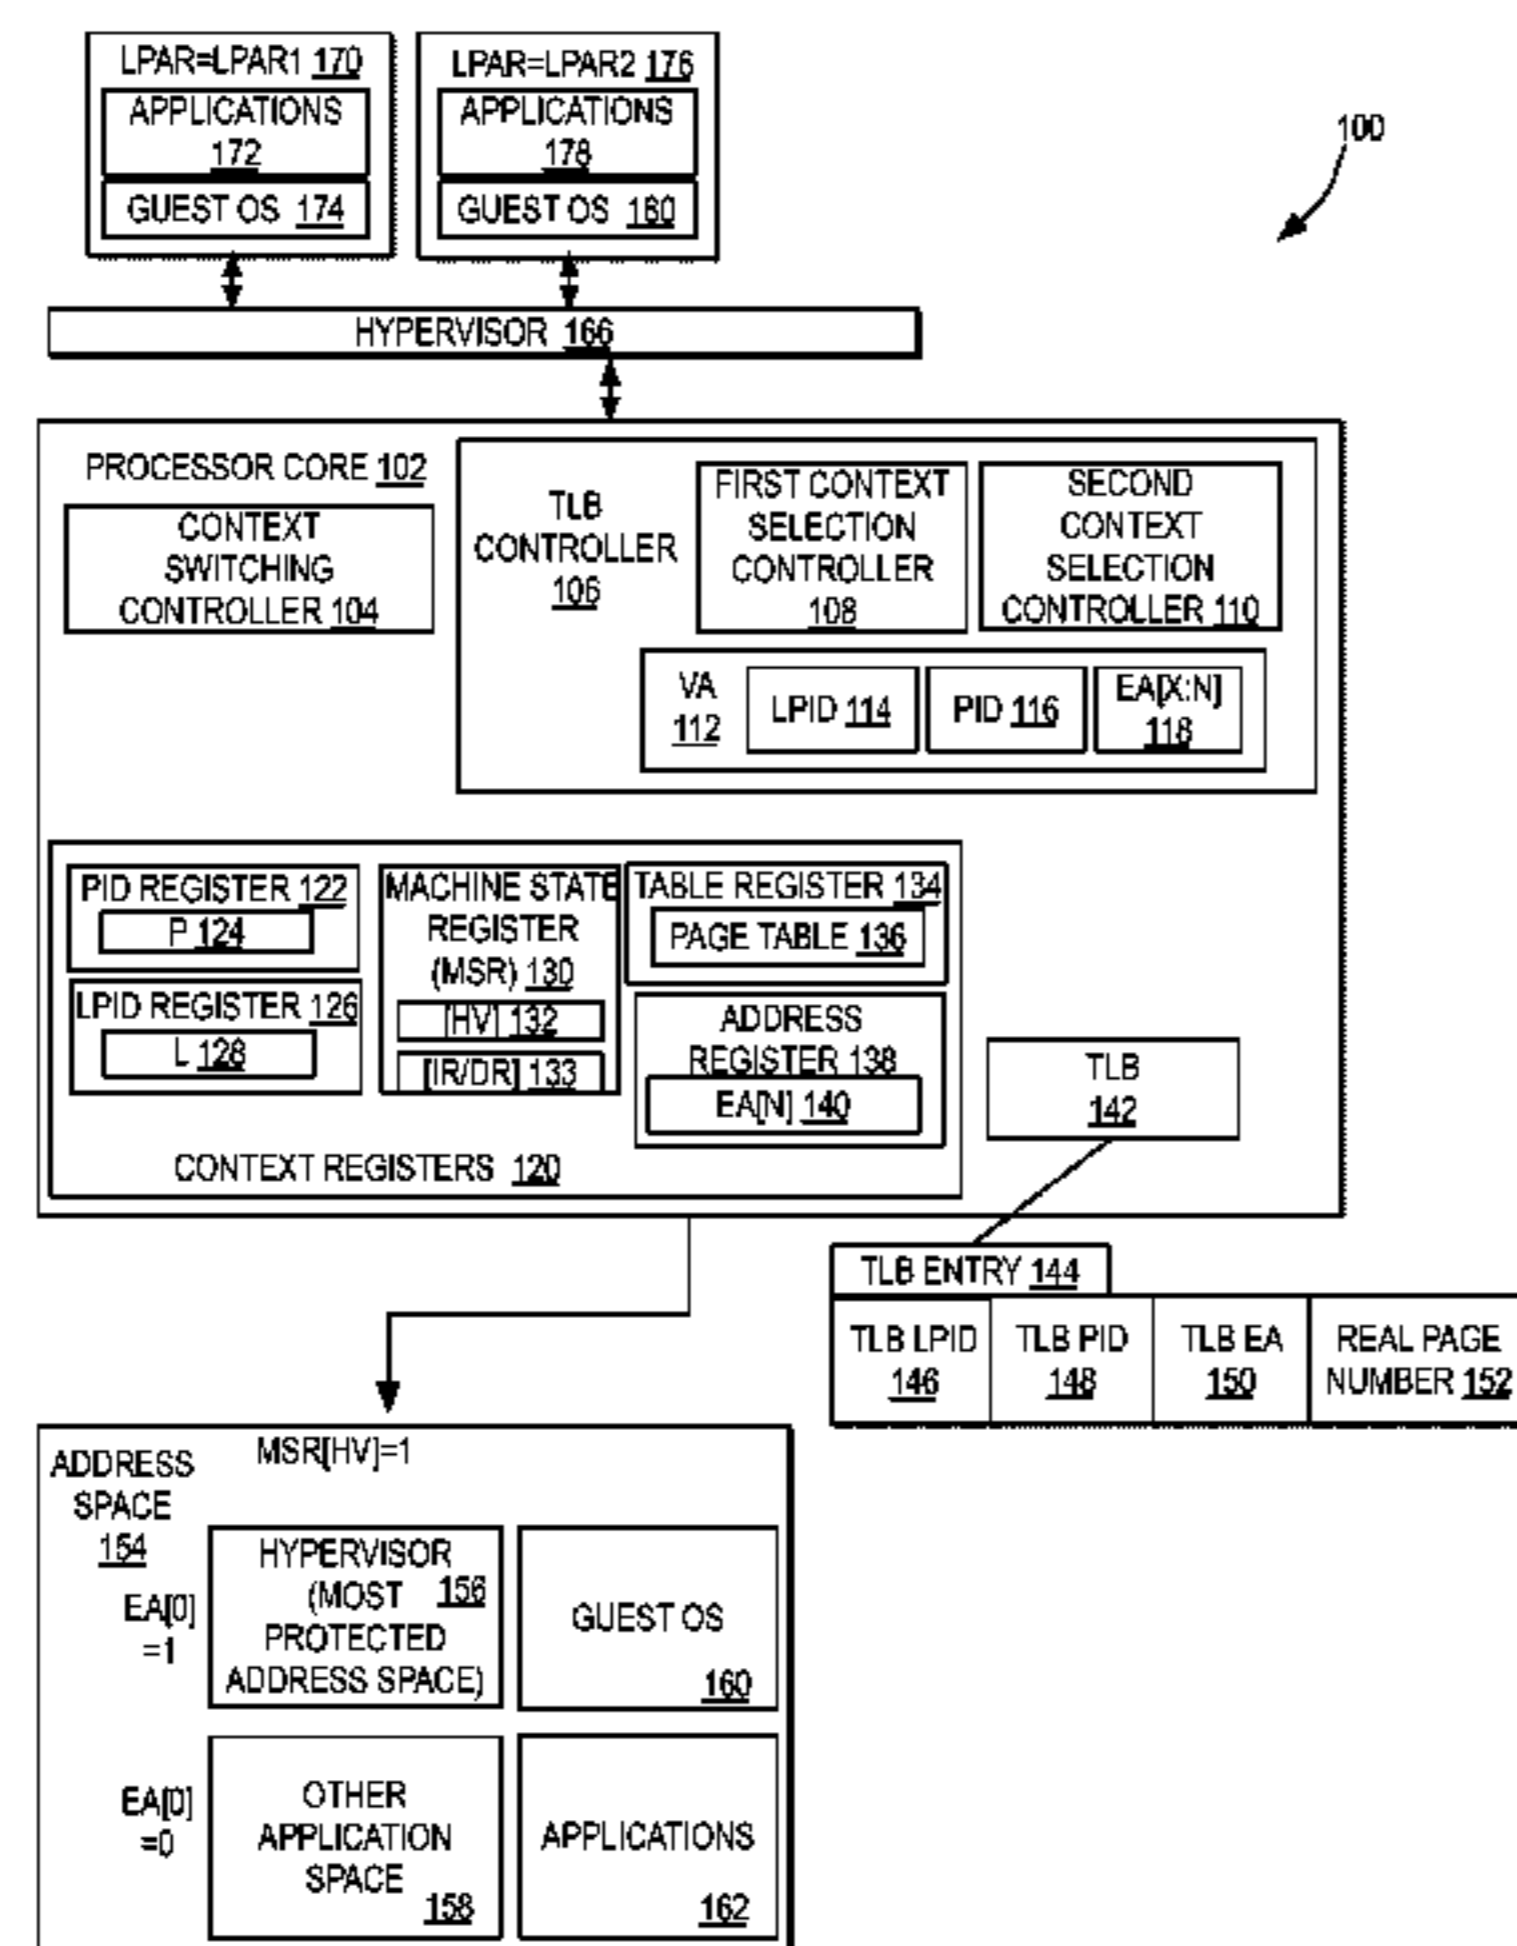 LPAR=LPAR1 170
APPLICATIONS
172
GUEST OS 174
LPAR=LPAR2 176
APPLICATIONS
178
GUEST OS 180
100
HYPERVISOR 166
PROCESSOR CORE 102
CONTEXT
SWITCHING
CONTROLLER 104
TLB
CONTROLLER
106
FIRST CONTEXT
SELECTION
CONTROLLER
108
SECOND
CONTEXT
SELECTION
CONTROLLER 110
VA
112
LPID 114
PID 116
EA[X:N]
118
PID REGISTER 122
P 124
LPID REGISTER 126
L 128
MACHINE STATE
REGISTER
(MSR) 130
[HV] 132
[IR/DR] 133
TABLE REGISTER 134
PAGE TABLE 136
ADDRESS
REGISTER 138
EA[N] 140
CONTEXT REGISTERS 120
TLB
142
TLB ENTRY 144
TLB LPID
146
TLB PID
148
TLB EA
150
REAL PAGE
NUMBER 152
ADDRESS
SPACE
154
MSR[HV]=1
EA[0]
=1
HYPERVISOR
(MOST 156
PROTECTED
ADDRESS SPACE)
GUEST OS
160
EA[0]
=0
OTHER
APPLICATION
SPACE
158
APPLICATIONS
162